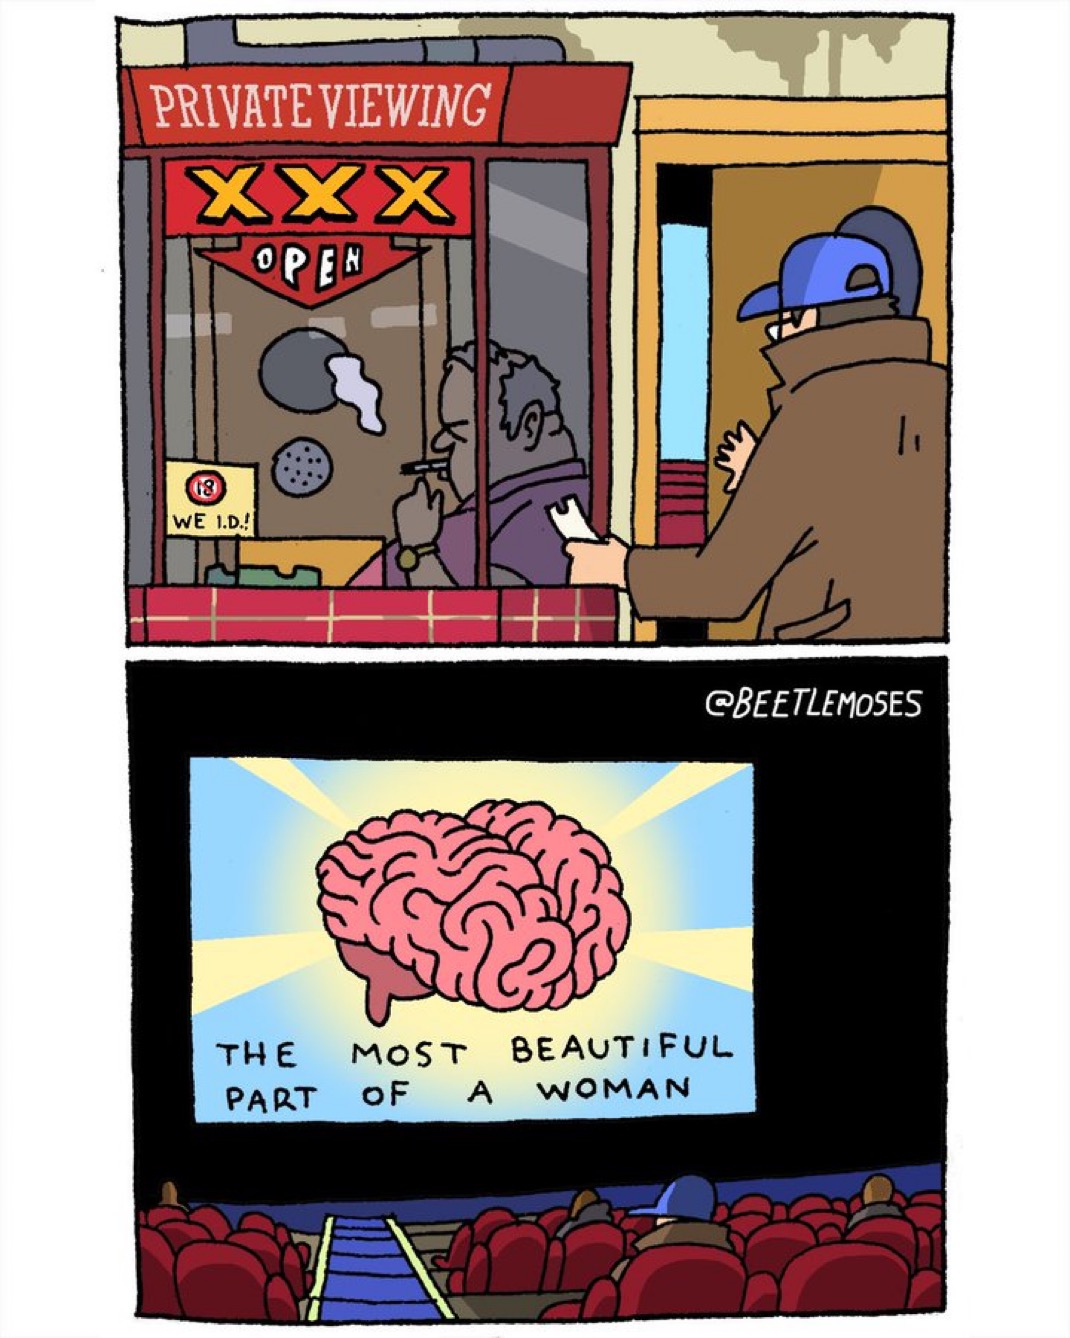 PRIVATE VIEWING
XXX
OPEN
18
WE I.D.!
@BEETLEMOSES
THE MOST BEAUTIFUL
PART OF A WOMAN